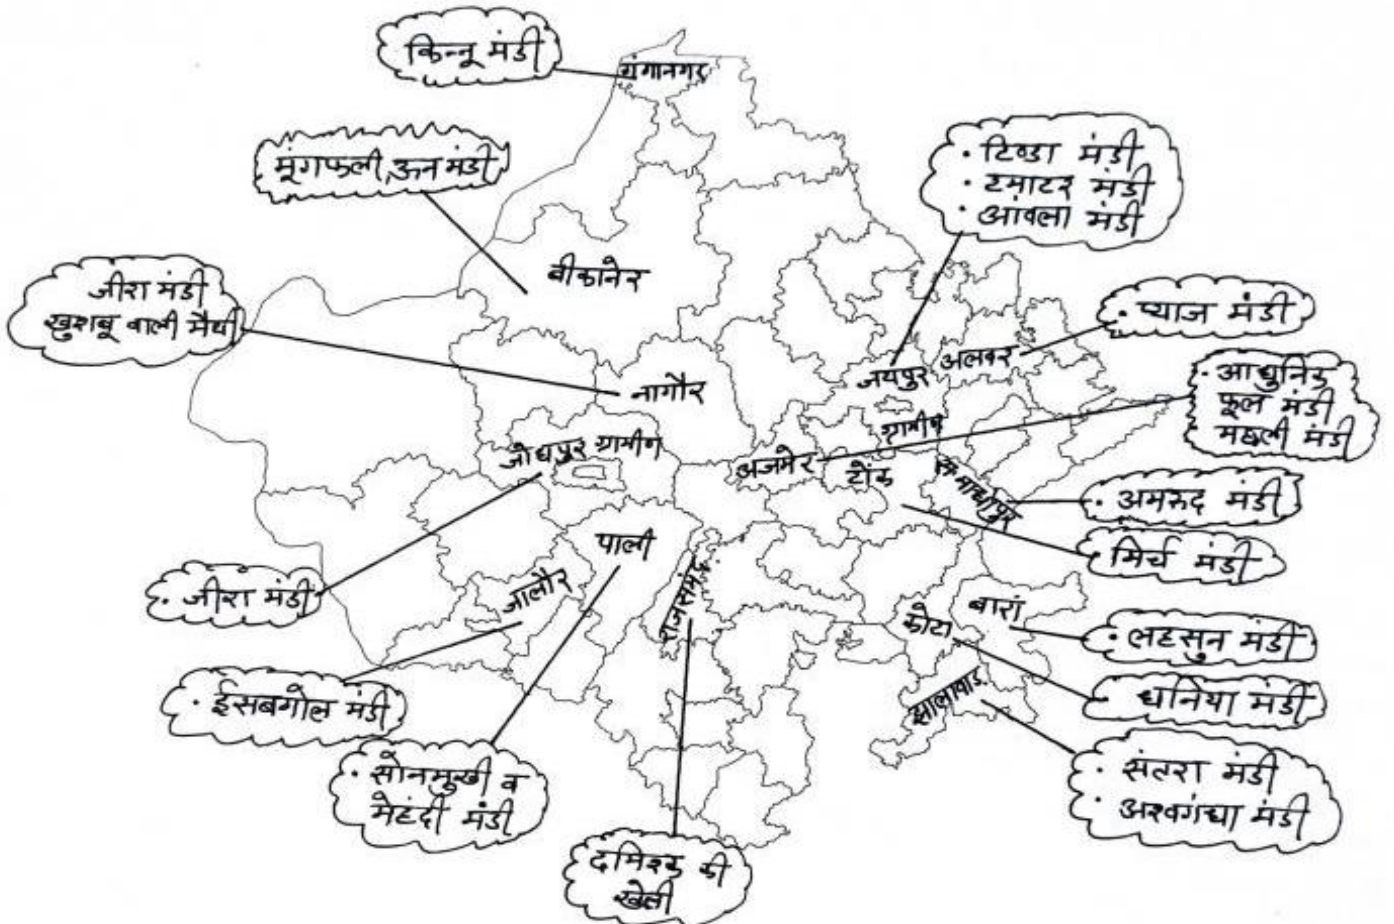 किन्नू मंडी
गंगानगर
मूंगफली, ऊन मंडी
बीकानेर
• टिण्डा मंडी
• टमाटर मंडी
• आंवला मंडी
जीरा मंडी
खुशबू वाली मैथी
नागौर
जयपुर
ग्रामीण
अलवर
• प्याज मंडी
• आधुनिक
फूल मंडी
मछली मंडी
जोधपुर ग्रामीण
अजमेर
टोंक
माधोपुर
• अमरुद मंडी
मिर्च मंडी
• जीरा मंडी
पाली
जालौर
राजसमंद
कोटा
बारां
• लहसुन मंडी
धनिया मंडी
झालावाड़
• ईसबगोल मंडी
• सोनमुखी व
मेहंदी मंडी
• संतरा मंडी
• अश्वगंधा मंडी
दमिश्क की
खेती